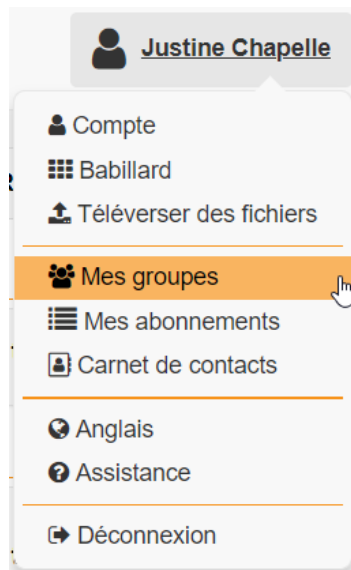 Justine Chapelle
Compte
Babillard
Téléverser des fichiers
Mes groupes
Mes abonnements
Carnet de contacts
Anglais
Assistance
Déconnexion